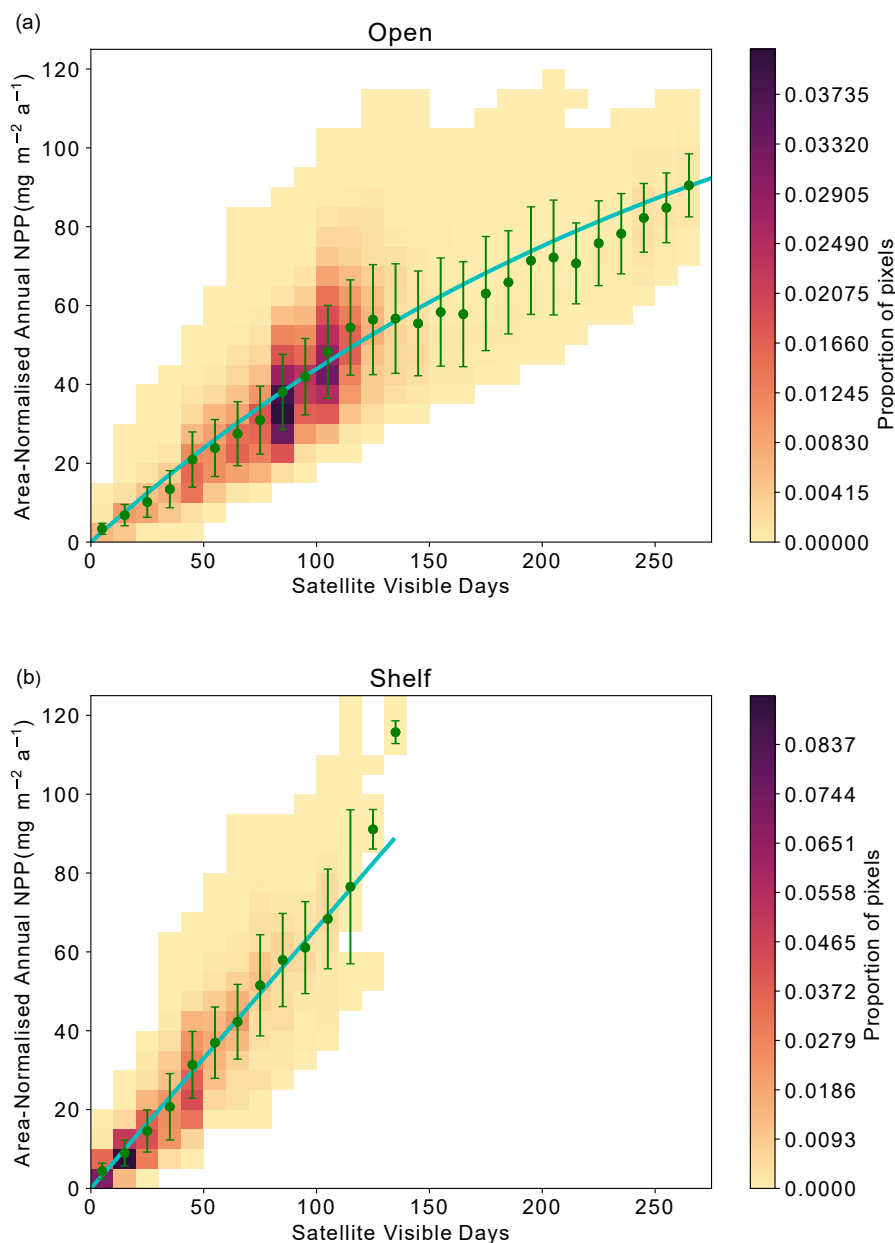 (a)
Open
Area-Normalised Annual NPP(mg m−2 a−1)
120
100
80
60
40
20
0
0 50 100 150 200 250
Satellite Visible Days
0.03735
0.03320
0.02905
0.02490
0.02075
0.01660
0.01245
0.00830
0.00415
0.00000
Proportion of pixels
(b)
Shelf
Area-Normalised Annual NPP(mg m−2 a−1)
120
100
80
60
40
20
0
0 50 100 150 200 250
Satellite Visible Days
0.0837
0.0744
0.0651
0.0558
0.0465
0.0372
0.0279
0.0186
0.0093
0.0000
Proportion of pixels